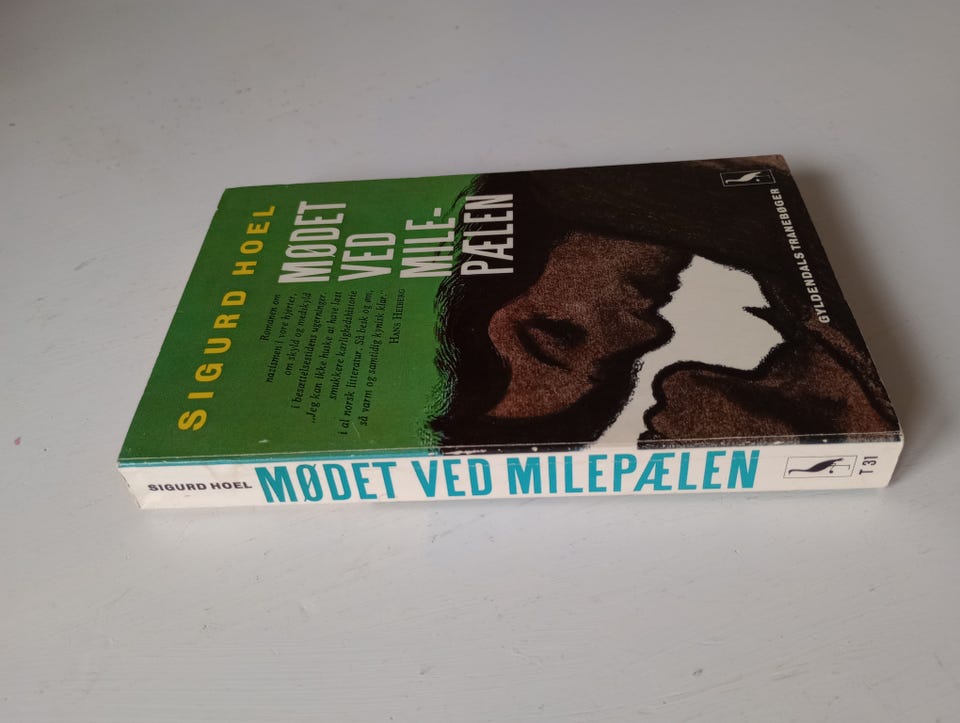 SIGURD HOEL
MØDET
VED
MILE-
PÆLEN
Romanen om
nazismen i vore hjerter,
om skyld og medskyld
i besættelsestidens ugerninger.
„Jeg kan ikke huske at have læst
smukkere kærlighedshistorie
i al norsk litteratur. Så besk og øm,
så varm og samtidig kynisk klar.“
HANS HEIBERG
GYLDENDALS TRANEBØGER
SIGURD HOEL MØDET VED MILEPÆLEN T 31